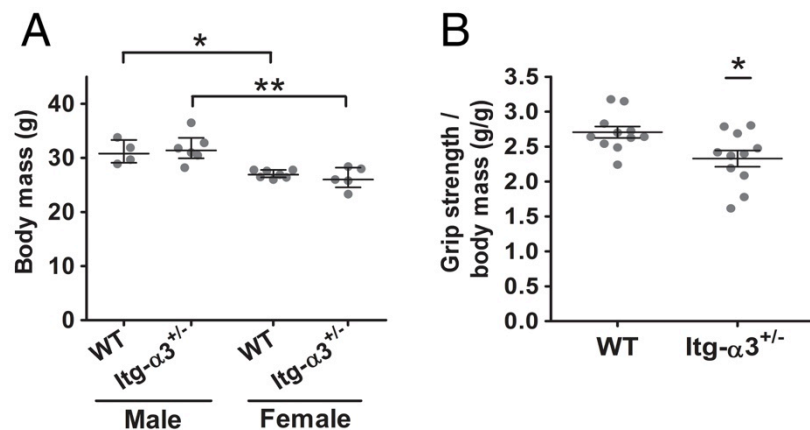 A
*
**
Body mass (g)
40
30
20
10
0
WT
Itg-α3+/-
WT
Itg-α3+/-
Male
Female
B
*
Grip strength /
body mass (g/g)
3.5
3.0
2.5
2.0
1.5
1.0
0.5
0.0
WT
Itg-α3+/-